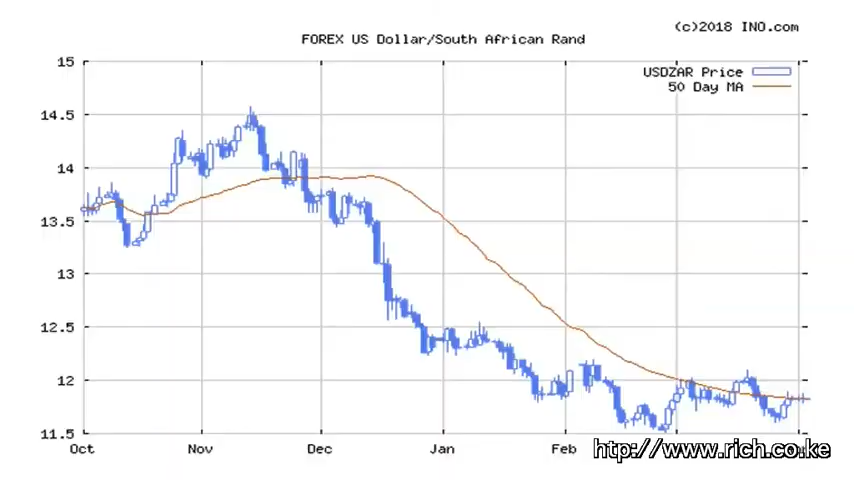 (c)2018 INO.com
FOREX US Dollar/South African Rand
USDZAR Price
50 Day MA
15
14.5
14
13.5
13
12.5
12
11.5
Oct Nov Dec Jan Feb
http://www.rich.co.ke